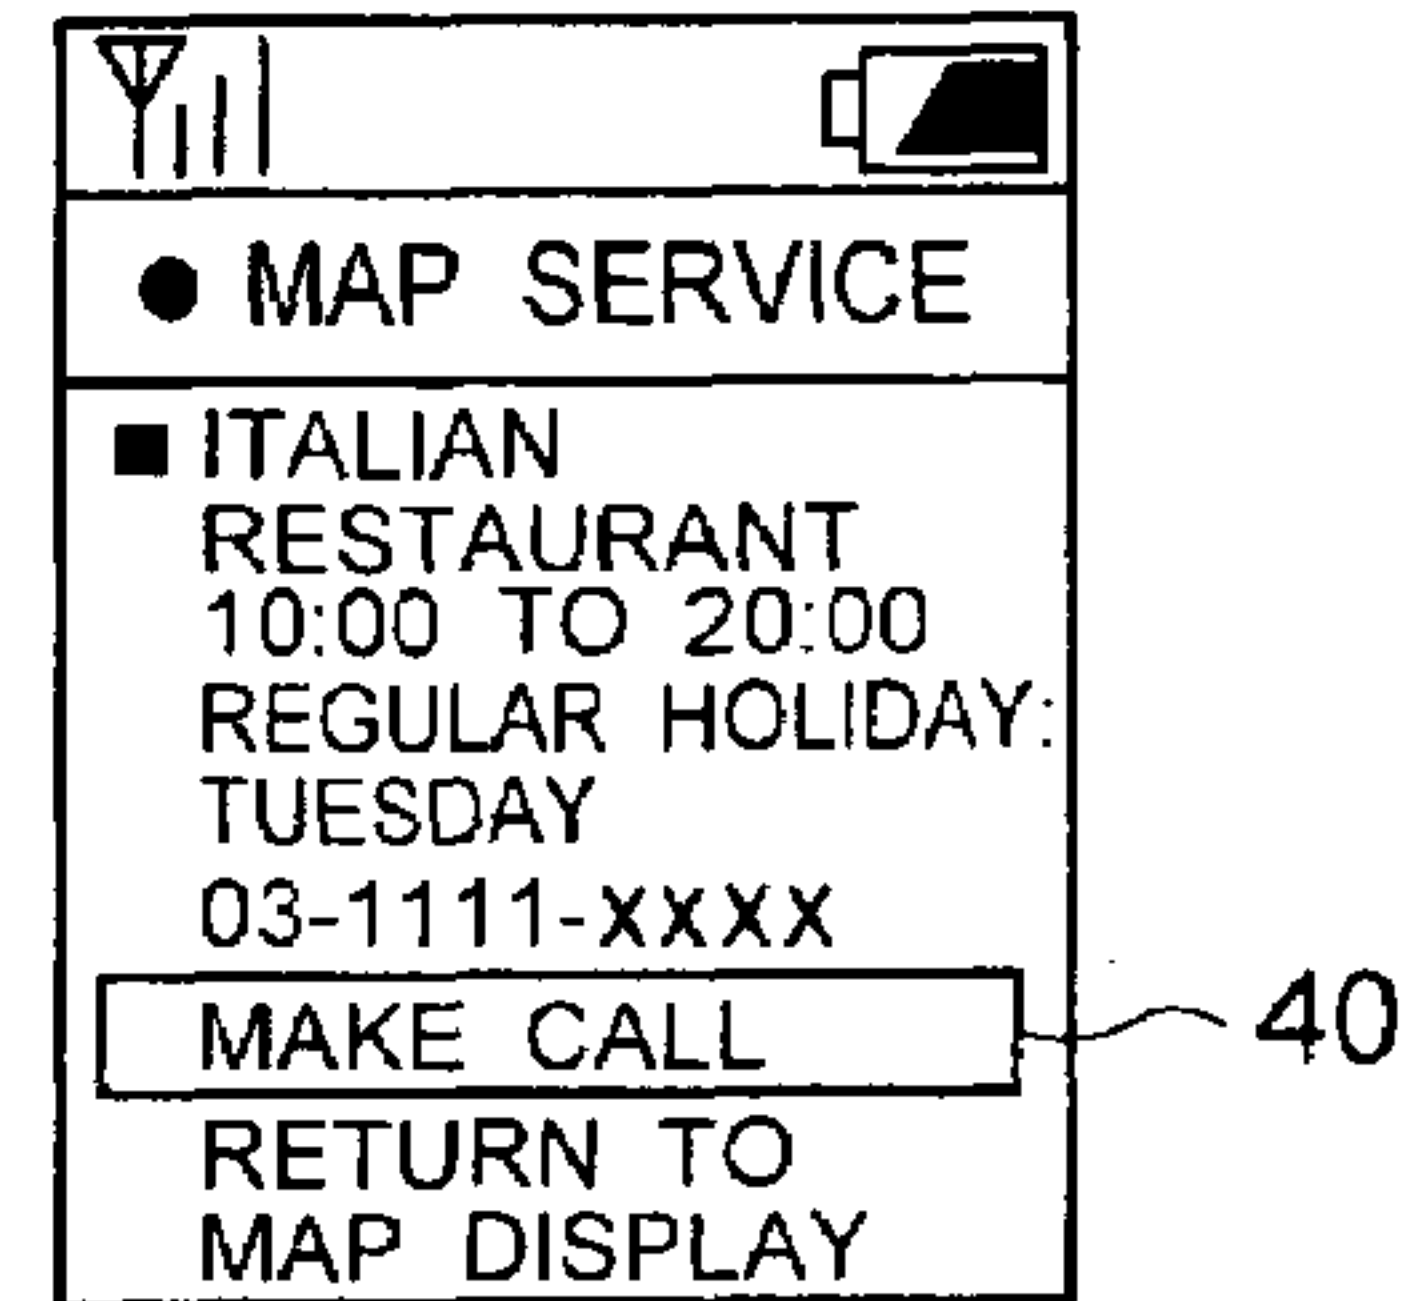 ● MAP SERVICE
■ ITALIAN
RESTAURANT
10:00 TO 20:00
REGULAR HOLIDAY:
TUESDAY
03-1111-XXXX
MAKE CALL
40
RETURN TO
MAP DISPLAY